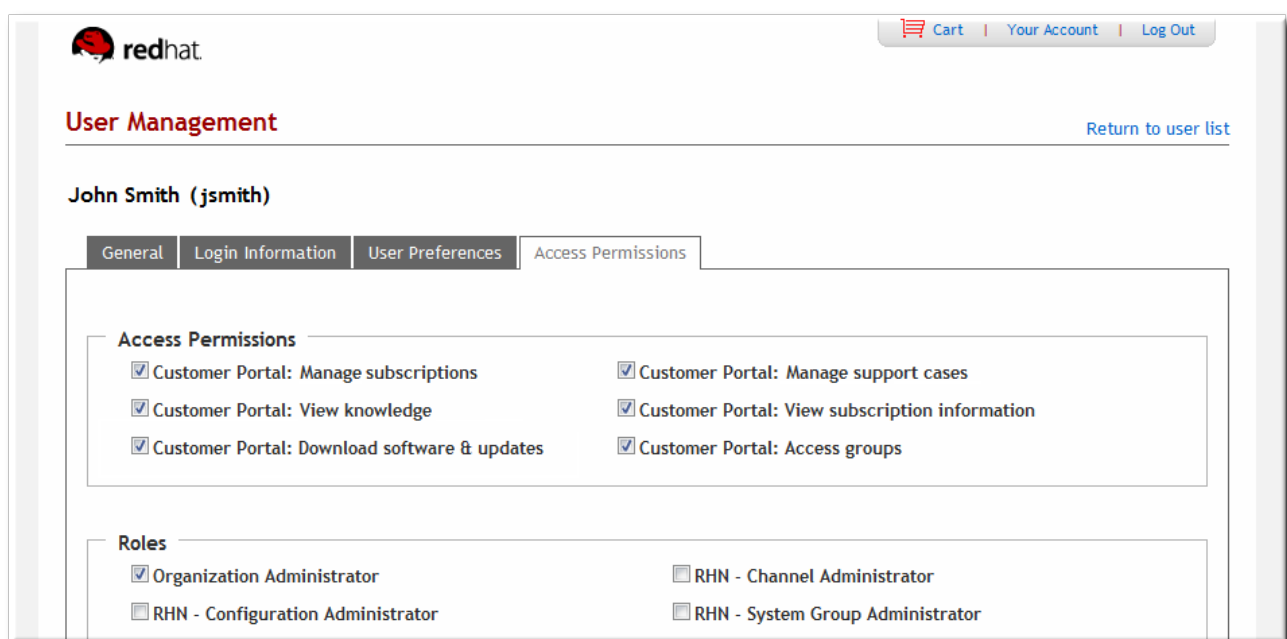 redhat.
Cart | Your Account | Log Out
User Management
Return to user list
John Smith (jsmith)
General Login Information User Preferences Access Permissions
Access Permissions
Customer Portal: Manage subscriptions Customer Portal: Manage support cases
Customer Portal: View knowledge Customer Portal: View subscription information
Customer Portal: Download software & updates Customer Portal: Access groups
Roles
Organization Administrator RHN - Channel Administrator
RHN - Configuration Administrator RHN - System Group Administrator